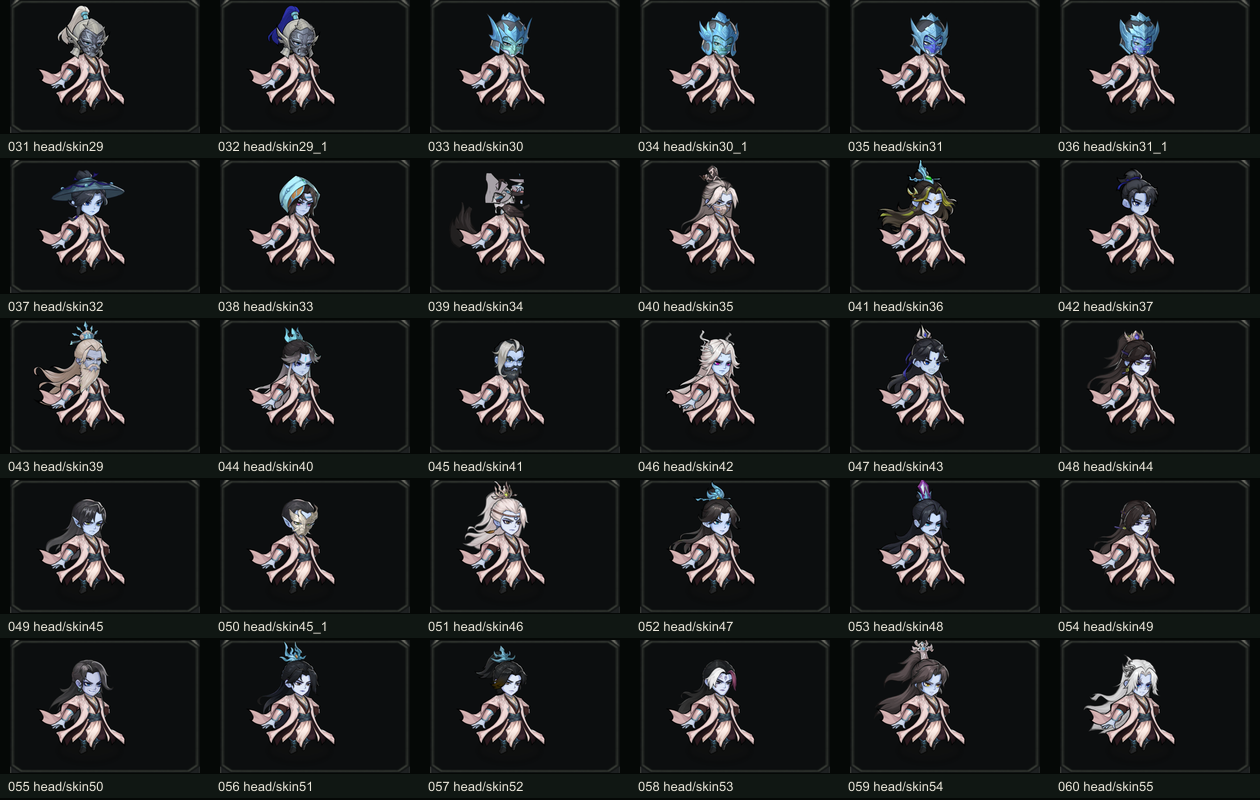 031 head/skin29
032 head/skin29_1
033 head/skin30
034 head/skin30_1
035 head/skin31
036 head/skin31_1
037 head/skin32
038 head/skin33
039 head/skin34
040 head/skin35
041 head/skin36
042 head/skin37
043 head/skin39
044 head/skin40
045 head/skin41
046 head/skin42
047 head/skin43
048 head/skin44
049 head/skin45
050 head/skin45_1
051 head/skin46
052 head/skin47
053 head/skin48
054 head/skin49
055 head/skin50
056 head/skin51
057 head/skin52
058 head/skin53
059 head/skin54
060 head/skin55